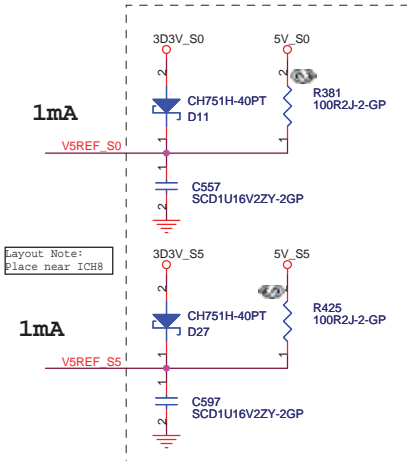 3D3V_S0
5V_S0
2
2
R381
100R2J-2-GP
CH751H-40PT
D11
1mA
1
1
V5REF_S0
1
C557
SCD1U16V2ZY-2GP
2
Layout Note:
Place near ICH8
3D3V_S5
5V_S5
2
R425
100R2J-2-GP
CH751H-40PT
D27
1mA
1
1
V5REF_S5
1
C597
SCD1U16V2ZY-2GP
2